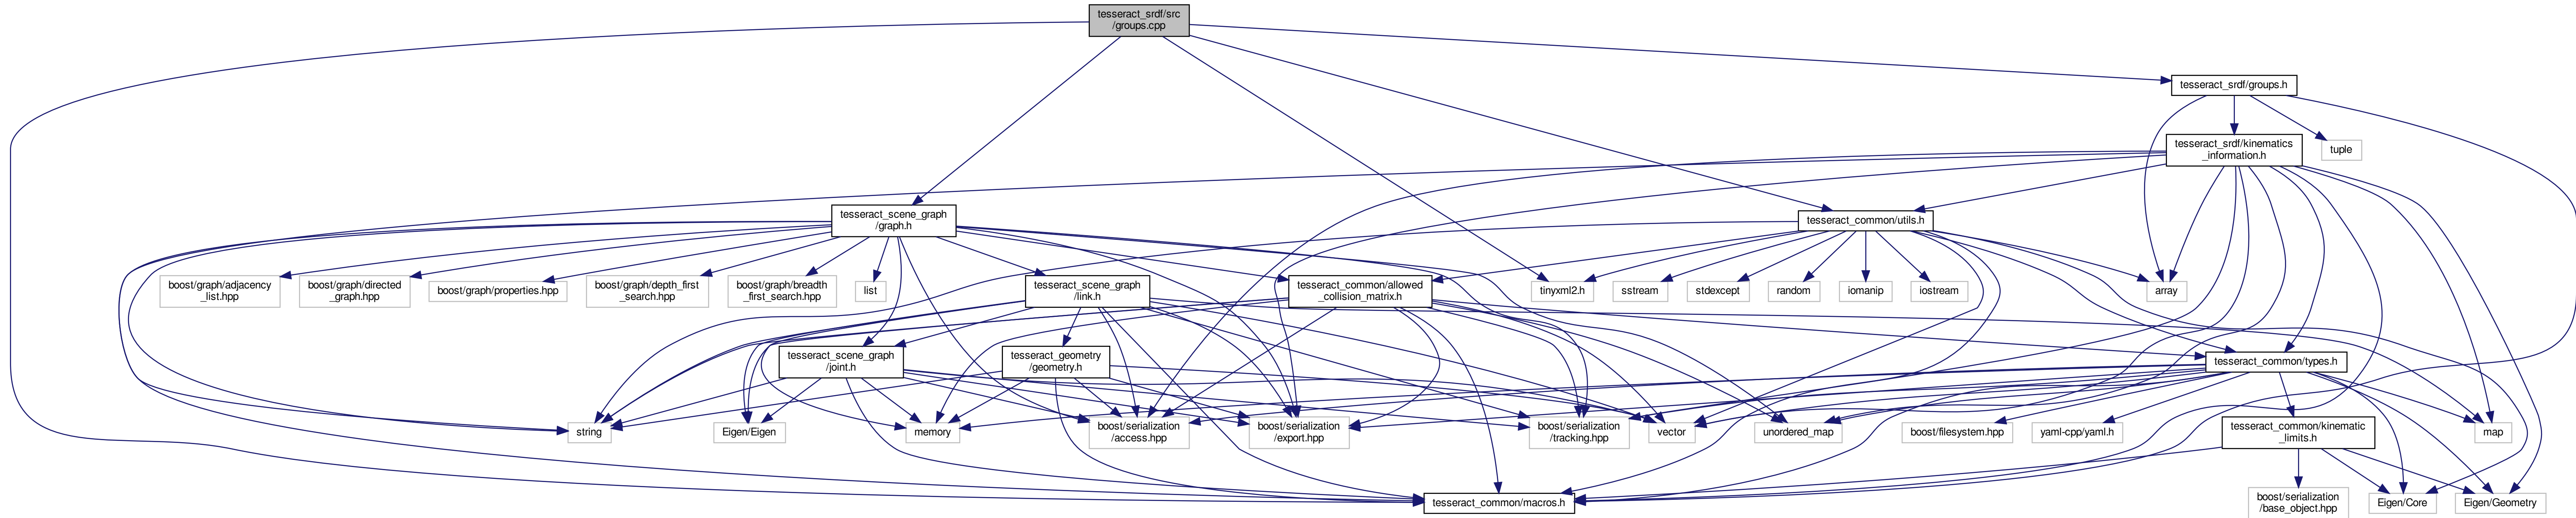 tesseract_srdf/src
/groups.cpp
tesseract_srdf/groups.h
tesseract_srdf/kinematics
_information.h
tuple
tesseract_scene_graph
/graph.h
tesseract_common/utils.h
boost/graph/adjacency
_list.hpp
boost/graph/directed
_graph.hpp
boost/graph/properties.hpp
boost/graph/depth_first
_search.hpp
boost/graph/breadth
_first_search.hpp
list
tesseract_scene_graph
/link.h
tesseract_common/allowed
_collision_matrix.h
tinyxml2.h
sstream
stdexcept
random
iomanip
iostream
array
tesseract_scene_graph
/joint.h
tesseract_geometry
/geometry.h
tesseract_common/types.h
string
Eigen/Eigen
memory
boost/serialization
/access.hpp
boost/serialization
/export.hpp
boost/serialization
/tracking.hpp
vector
unordered_map
boost/filesystem.hpp
yaml-cpp/yaml.h
tesseract_common/kinematic
_limits.h
map
tesseract_common/macros.h
boost/serialization
/base_object.hpp
Eigen/Core
Eigen/Geometry